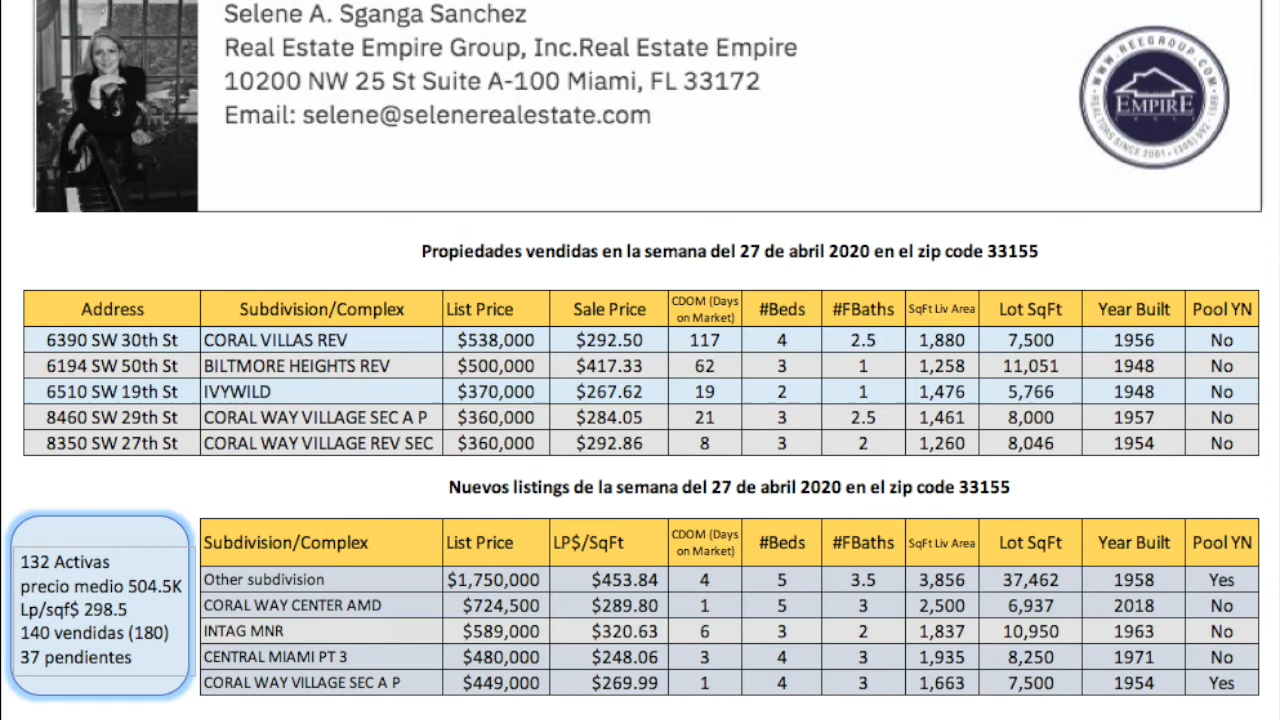 Selene A. Sganga Sanchez
Real Estate Empire Group, Inc.Real Estate Empire
10200 NW 25 St Suite A-100 Miami, FL 33172
Email: selene@selenerealestate.com
WWW.REEGROUP.COM
EMPIRE
REALTORS SINCE 2001 • (305) 592 - 1588
Propiedades vendidas en la semana del 27 de abril 2020 en el zip code 33155
Address Subdivision/Complex List Price Sale Price CDOM (Days on Market) #Beds #FBaths SqFt Liv Area Lot SqFt Year Built Pool YN
6390 SW 30th St CORAL VILLAS REV $538,000 $292.50 117 4 2.5 1,880 7,500 1956 No
6194 SW 50th St BILTMORE HEIGHTS REV $500,000 $417.33 62 3 1 1,258 11,051 1948 No
6510 SW 19th St IVYWILD $370,000 $267.62 19 2 1 1,476 5,766 1948 No
8460 SW 29th St CORAL WAY VILLAGE SEC A P $360,000 $284.05 21 3 2.5 1,461 8,000 1957 No
8350 SW 27th St CORAL WAY VILLAGE REV SEC $360,000 $292.86 8 3 2 1,260 8,046 1954 No
Nuevos listings de la semana del 27 de abril 2020 en el zip code 33155
132 Activas
precio medio 504.5K
Lp/sqf$ 298.5
140 vendidas (180)
37 pendientes
Subdivision/Complex List Price LP$/SqFt CDOM (Days on Market) #Beds #FBaths SqFt Liv Area Lot SqFt Year Built Pool YN
Other subdivision $1,750,000 $453.84 4 5 3.5 3,856 37,462 1958 Yes
CORAL WAY CENTER AMD $724,500 $289.80 1 5 3 2,500 6,937 2018 No
INTAG MNR $589,000 $320.63 6 3 2 1,837 10,950 1963 No
CENTRAL MIAMI PT 3 $480,000 $248.06 3 4 3 1,935 8,250 1971 No
CORAL WAY VILLAGE SEC A P $449,000 $269.99 1 4 3 1,663 7,500 1954 Yes